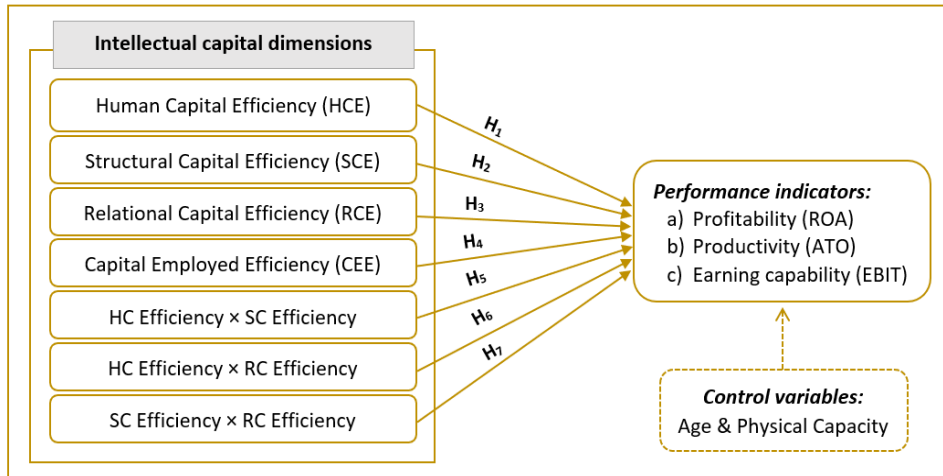 Intellectual capital dimensions
Human Capital Efficiency (HCE)
Structural Capital Efficiency (SCE)
Relational Capital Efficiency (RCE)
Capital Employed Efficiency (CEE)
HC Efficiency × SC Efficiency
HC Efficiency × RC Efficiency
SC Efficiency × RC Efficiency
H1
H2
H3
H4
H5
H6
H7
Performance indicators:
a) Profitability (ROA)
b) Productivity (ATO)
c) Earning capability (EBIT)
Control variables:
Age & Physical Capacity